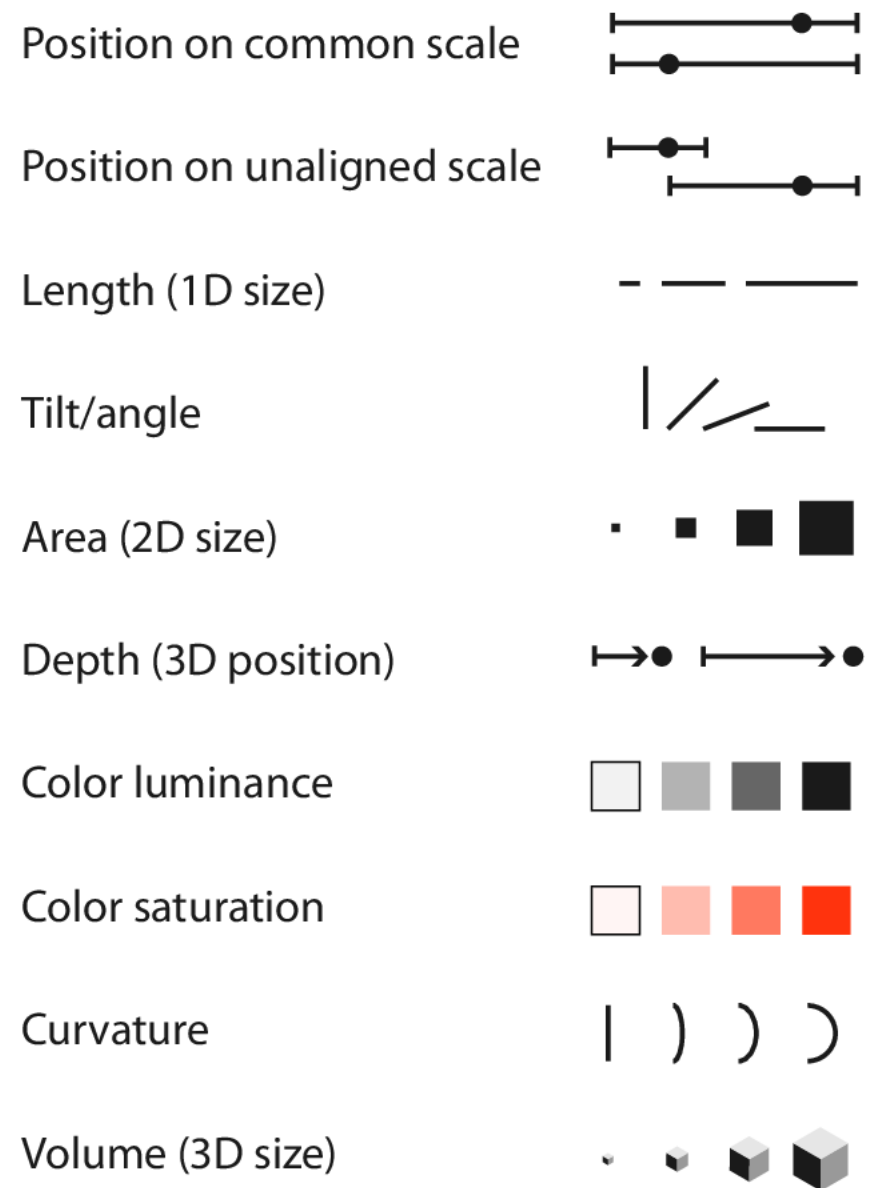 Position on common scale
Position on unaligned scale
Length (1D size)
Tilt/angle
Area (2D size)
Depth (3D position)
Color luminance
Color saturation
Curvature
Volume (3D size)